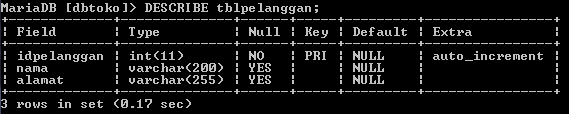 MariaDB [dbtoko]> DESCRIBE tblpelanggan;
+-------------+--------------+------+-----+---------+----------------+
| Field       | Type         | Null | Key | Default | Extra          |
+-------------+--------------+------+-----+---------+----------------+
| idpelanggan | int(11)      | NO   | PRI | NULL    | auto_increment |
| nama        | varchar(200) | YES  |     | NULL    |                |
| alamat      | varchar(255) | YES  |     | NULL    |                |
+-------------+--------------+------+-----+---------+----------------+
3 rows in set (0.17 sec)